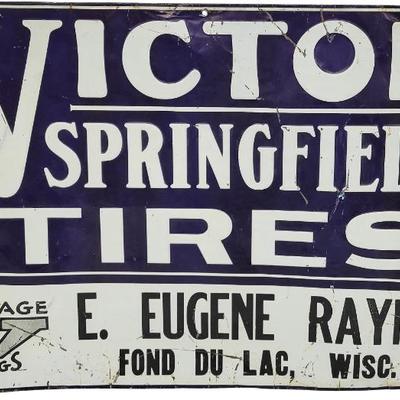 VICTO
SPRINGFIEL
TIRES
AGE
GS
E. EUGENE RAY
FOND DU LAC, WISC.